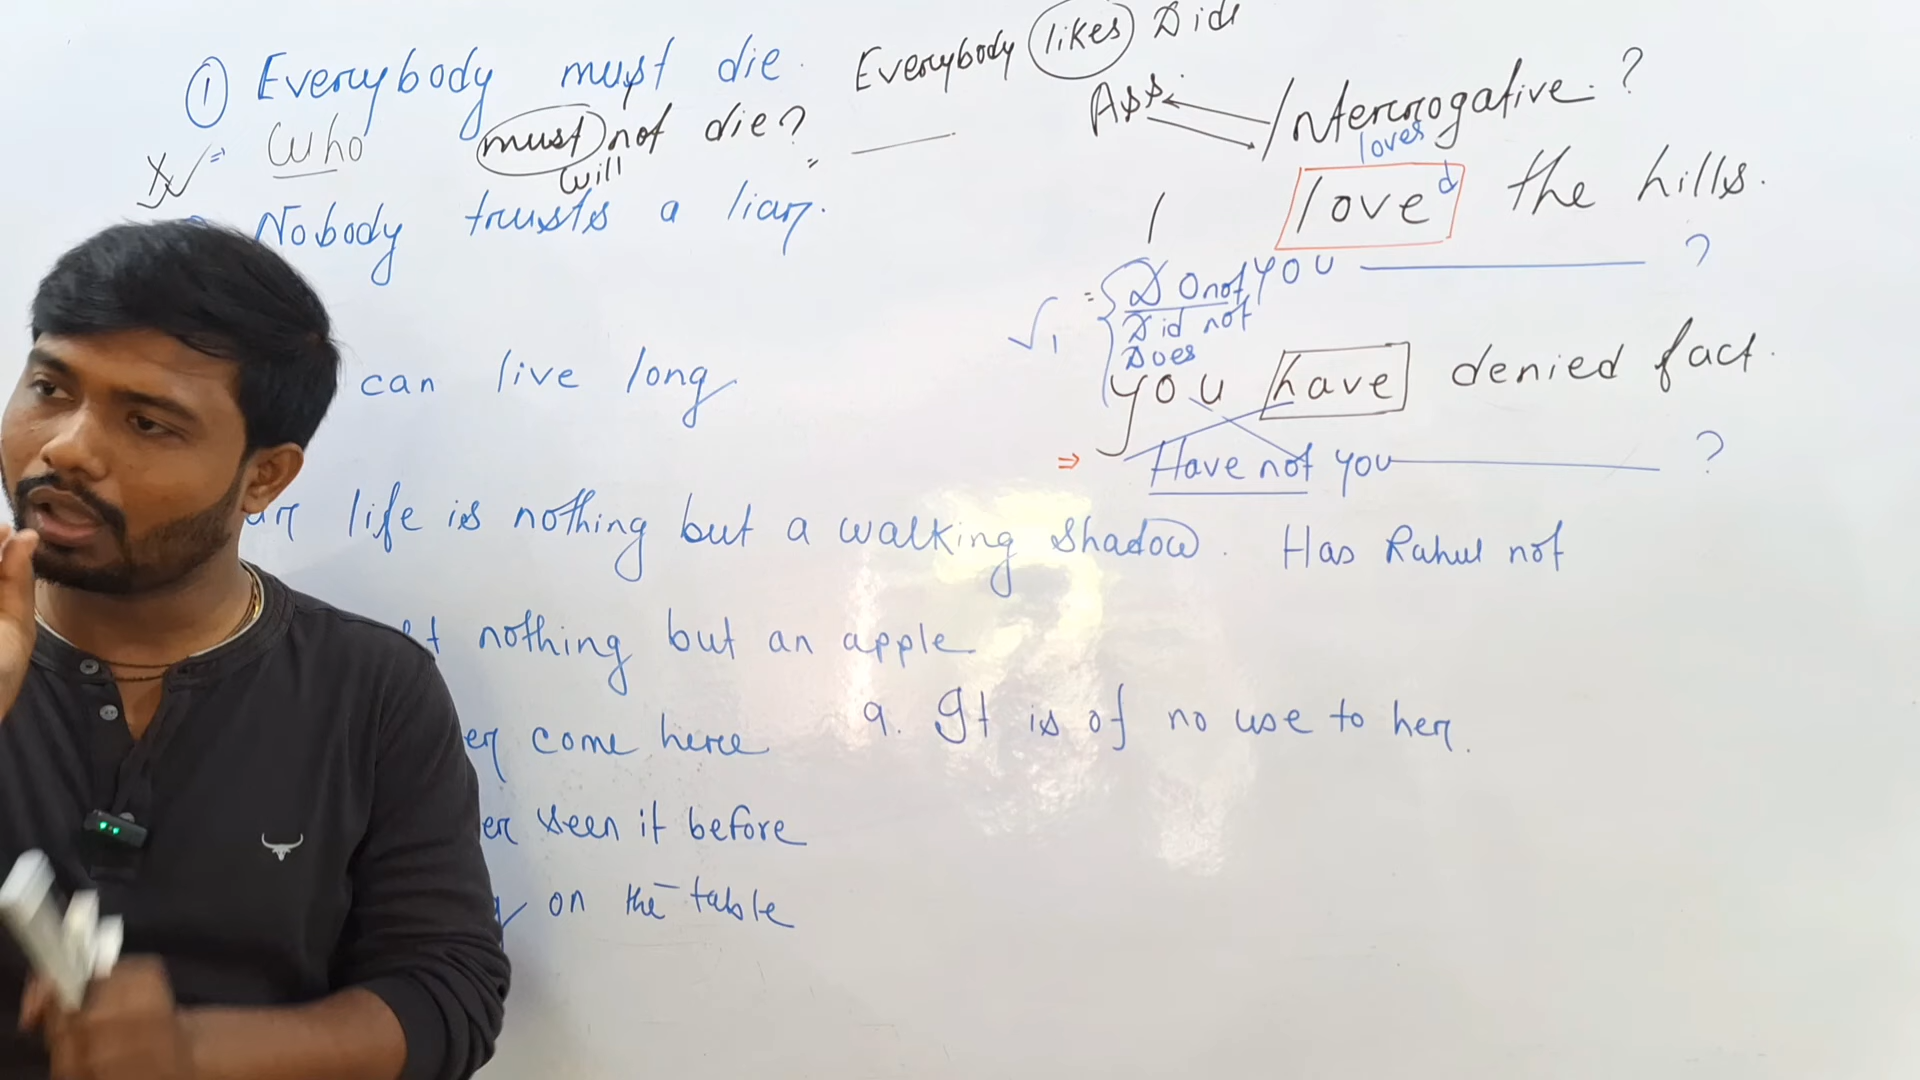 ① Everybody must die.
Who must not die?
will
Nobody trusts a liar.
can live long
life is nothing but a walking shadow.
nothing but an apple
come here
seen it before
on the table
Everybody likes Did
Ass. Interrogative. ?
loves
I love d the hills.
= Do not you ?
Did not
Does
You have denied fact.
⇒ Have not you ?
Has Rahul not
9. It is of no use to her.